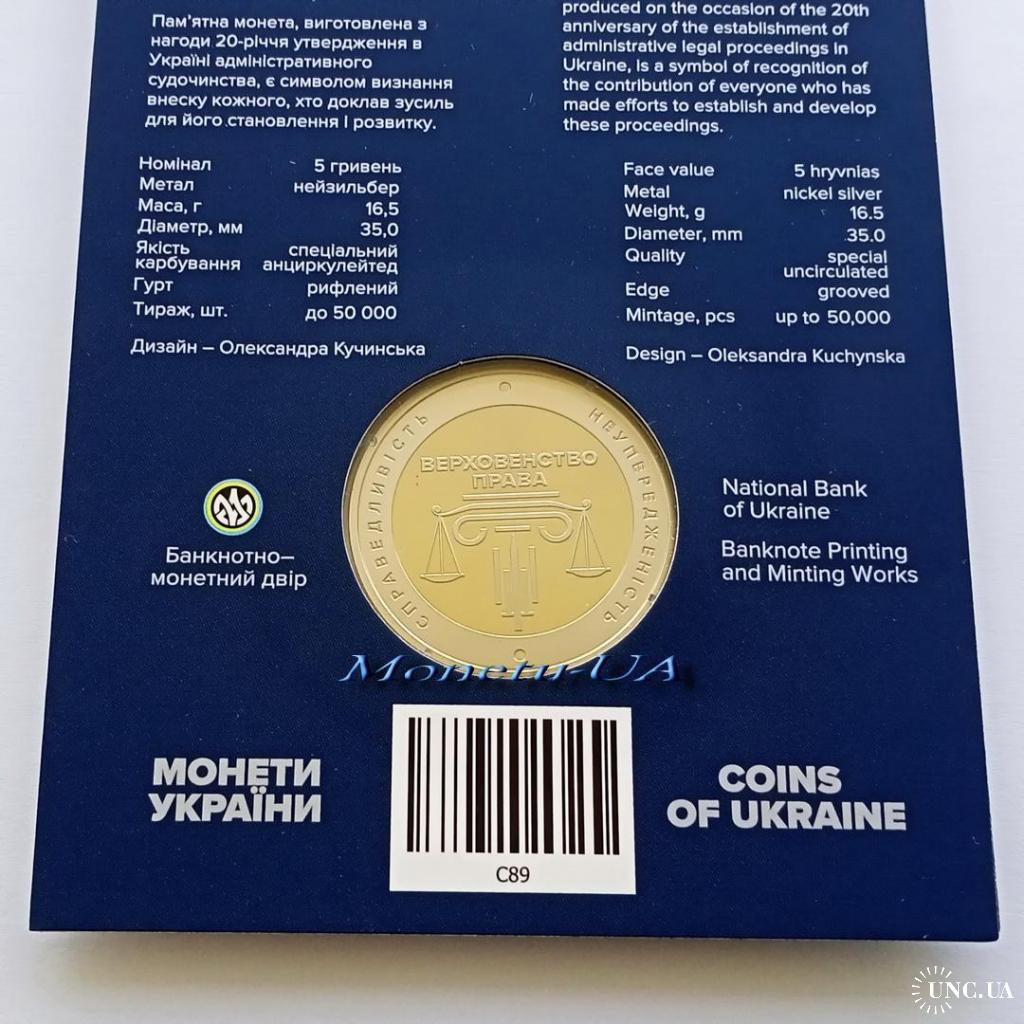 Пам'ятна монета, виготовлена з
нагоди 20-річчя утвердження в
Україні адміністративного
судочинства, є символом визнання
внеску кожного, хто доклав зусиль
для його становлення і розвитку.
Номінал 5 гривень
Метал нейзильбер
Маса, г 16,5
Діаметр, мм 35,0
Якість спеціальний
карбування анциркулейтед
Гурт рифлений
Тираж, шт. до 50 000
Дизайн – Олександра Кучинська
produced on the occasion of the 20th
anniversary of the establishment of
administrative legal proceedings in
Ukraine, is a symbol of recognition of
the contribution of everyone who has
made efforts to establish and develop
these proceedings.
Face value 5 hryvnias
Metal nickel silver
Weight, g 16.5
Diameter, mm 35.0
Quality special
uncirculated
Edge grooved
Mintage, pcs up to 50,000
Design – Oleksandra Kuchynska
СПРАВЕДЛИВІСТЬ
НЕУПЕРЕДЖЕНІСТЬ
ВЕРХОВЕНСТВО
ПРАВА
Банкнотно–
монетний двір
National Bank
of Ukraine
Banknote Printing
and Minting Works
Monetu-UA
МОНЕТИ
УКРАЇНИ
C89
COINS
OF UKRAINE
UNC.UA